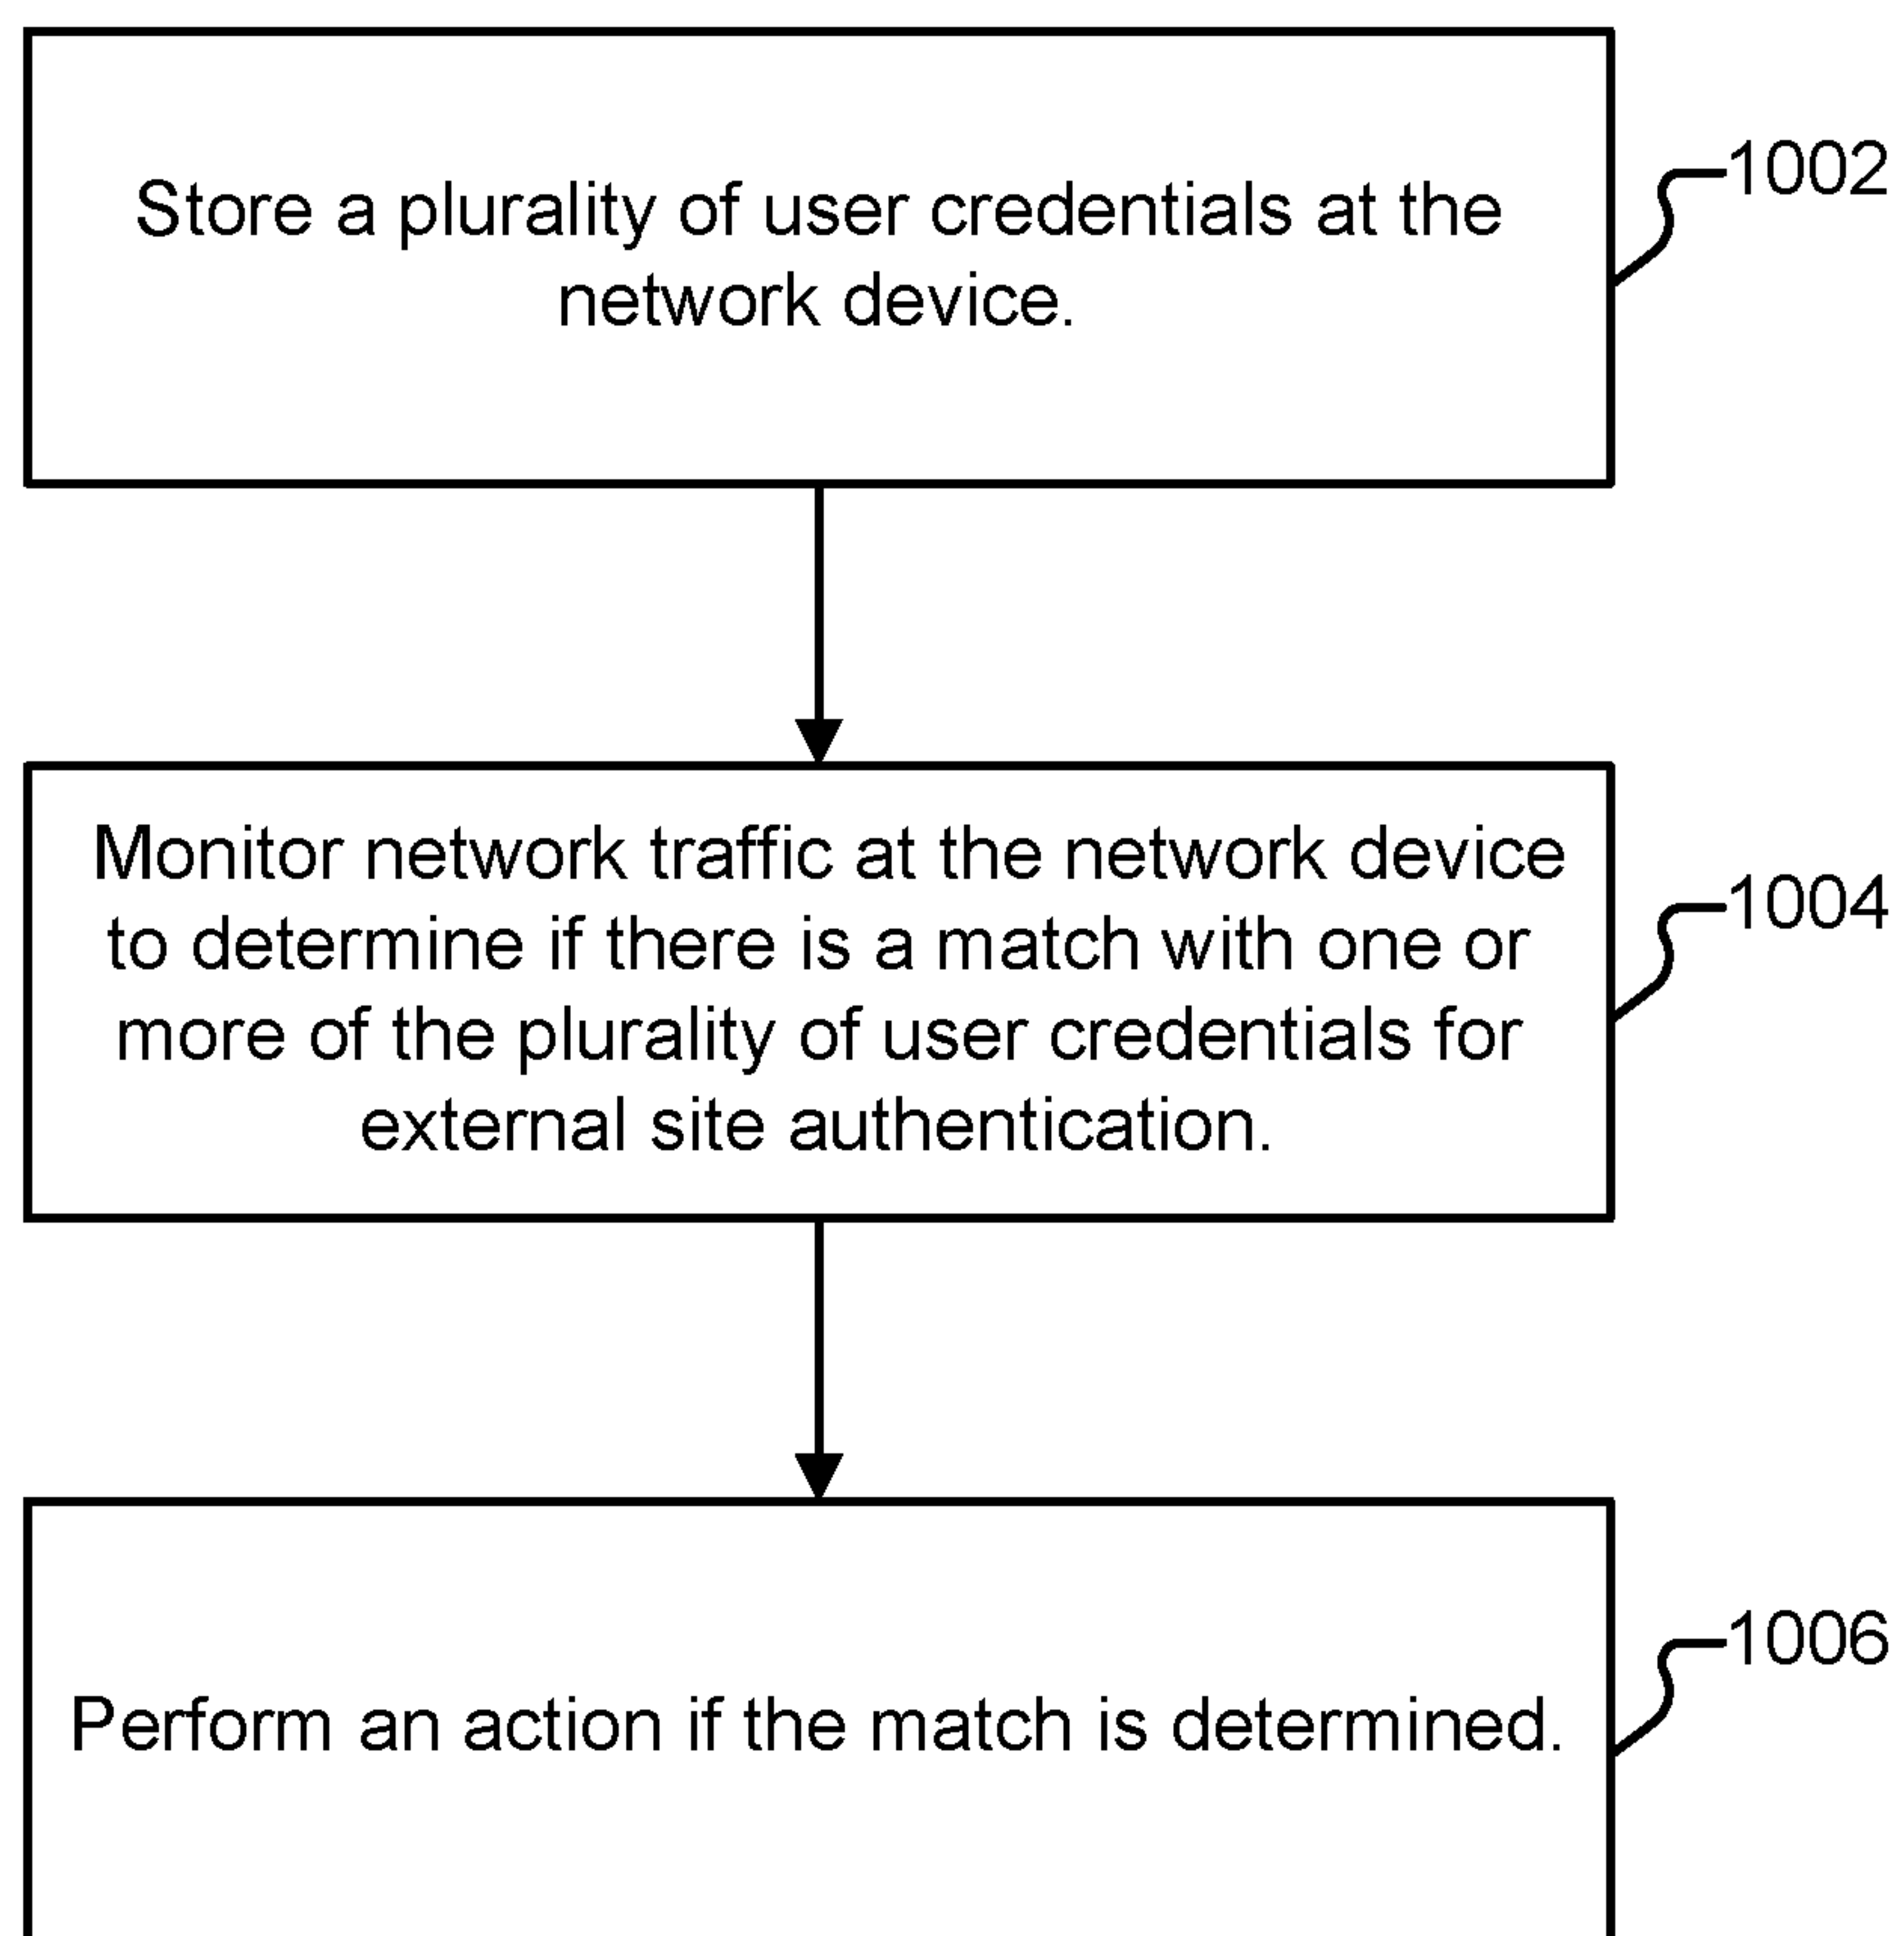 Store a plurality of user credentials at the
network device.
1002
Monitor network traffic at the network device
to determine if there is a match with one or
more of the plurality of user credentials for
external site authentication.
1004
Perform an action if the match is determined.
1006